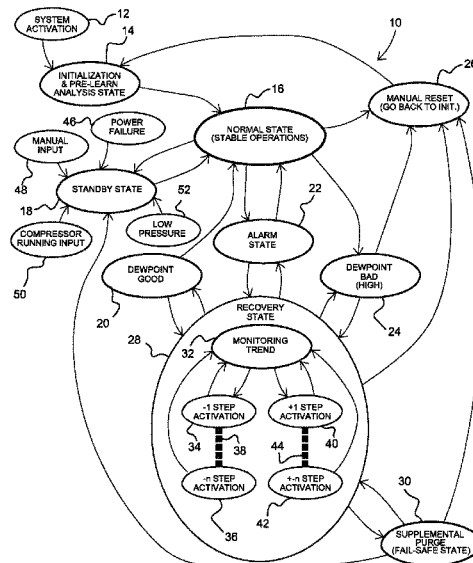 SYSTEM
ACTIVATION
12
14
10
INITIALIZATION
& PRE-LEARN
ANALYSIS STATE
16
26
MANUAL RESET
(GO BACK TO INIT.)
46
POWER
FAILURE
NORMAL STATE
(STABLE OPERATIONS)
MANUAL
INPUT
48
18
STANDBY STATE
52
LOW
PRESSURE
22
ALARM
STATE
COMPRESSOR
RUNNING INPUT
50
DEWPOINT
GOOD
20
DEWPOINT
BAD
(HIGH)
24
RECOVERY
STATE
28
32
MONITORING
TREND
-1 STEP
ACTIVATION
+1 STEP
ACTIVATION
34
38
44
40
-n STEP
ACTIVATION
+-n STEP
ACTIVATION
36
42
30
SUPPLEMENTAL
PURGE
(FAIL-SAFE STATE)